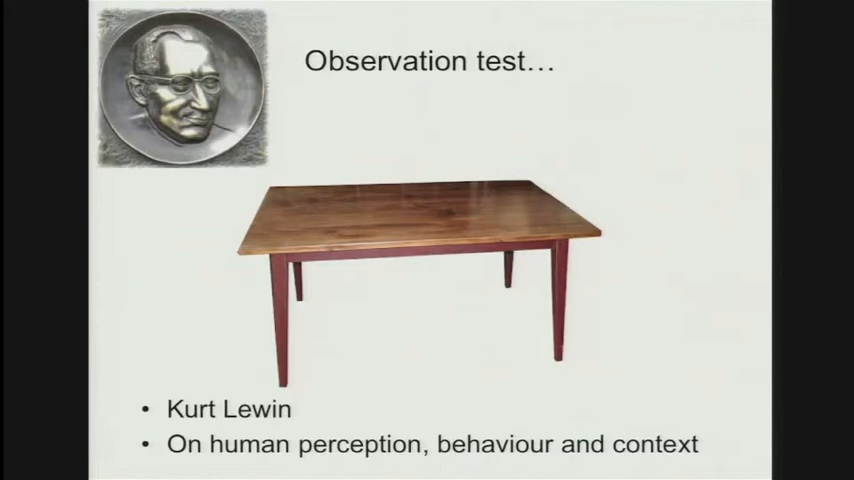 Observation test…
• Kurt Lewin
• On human perception, behaviour and context